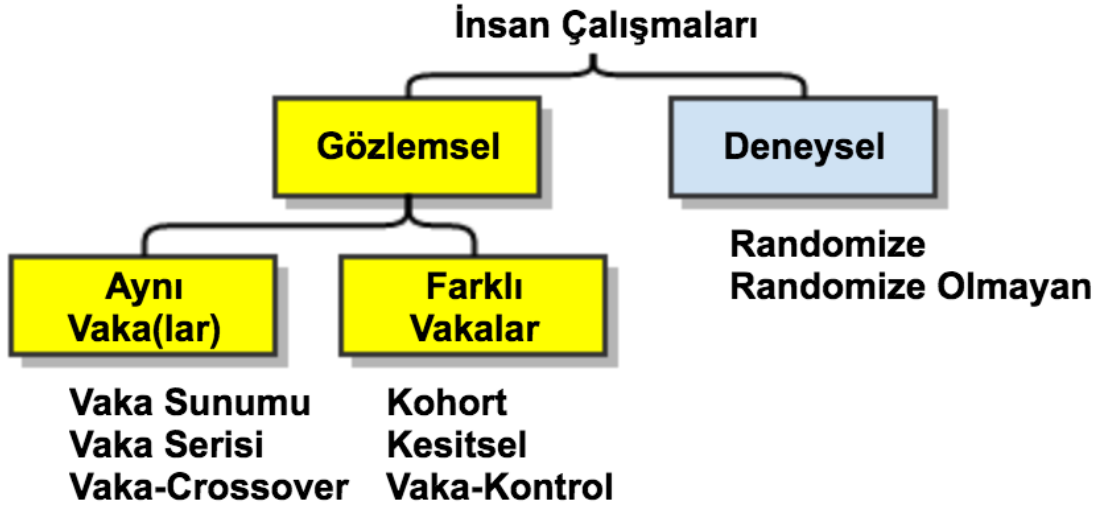 İnsan Çalışmaları
Gözlemsel
Deneysel
Randomize
Randomize Olmayan
Aynı
Vaka(lar)
Farklı
Vakalar
Vaka Sunumu
Vaka Serisi
Vaka-Crossover
Kohort
Kesitsel
Vaka-Kontrol